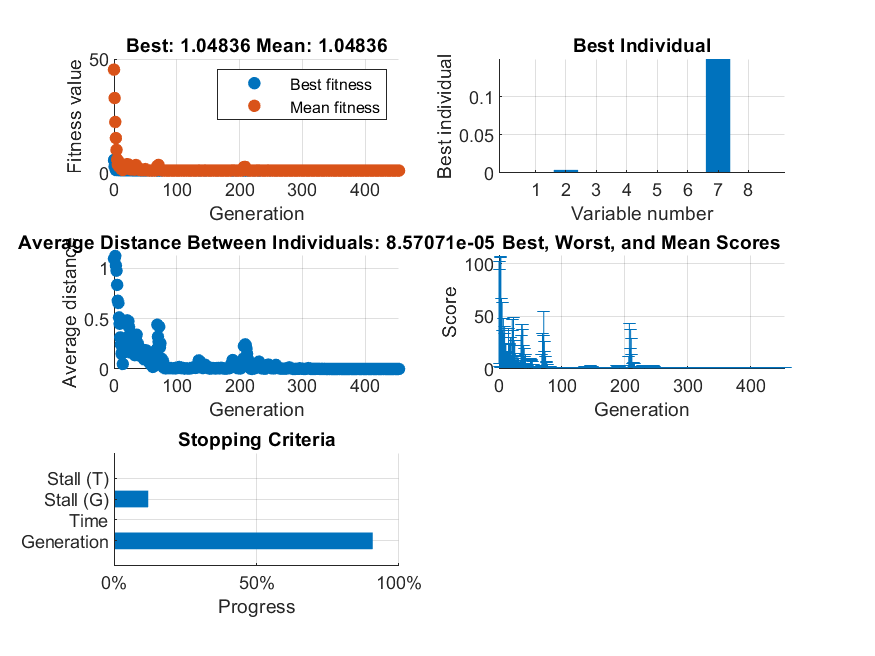 Best: 1.04836 Mean: 1.04836
Fitness value
50
0
Best fitness
Mean fitness
0 100 200 300 400
Generation
Best Individual
Best individual
0.1
0.05
0
1 2 3 4 5 6 7 8
Variable number
Average Distance Between Individuals: 8.57071e-05
Average distance
1
0.5
0
0 100 200 300 400
Generation
Best, Worst, and Mean Scores
Score
100
50
0
0 100 200 300 400
Generation
Stopping Criteria
Stall (T)
Stall (G)
Time
Generation
0% 50% 100%
Progress